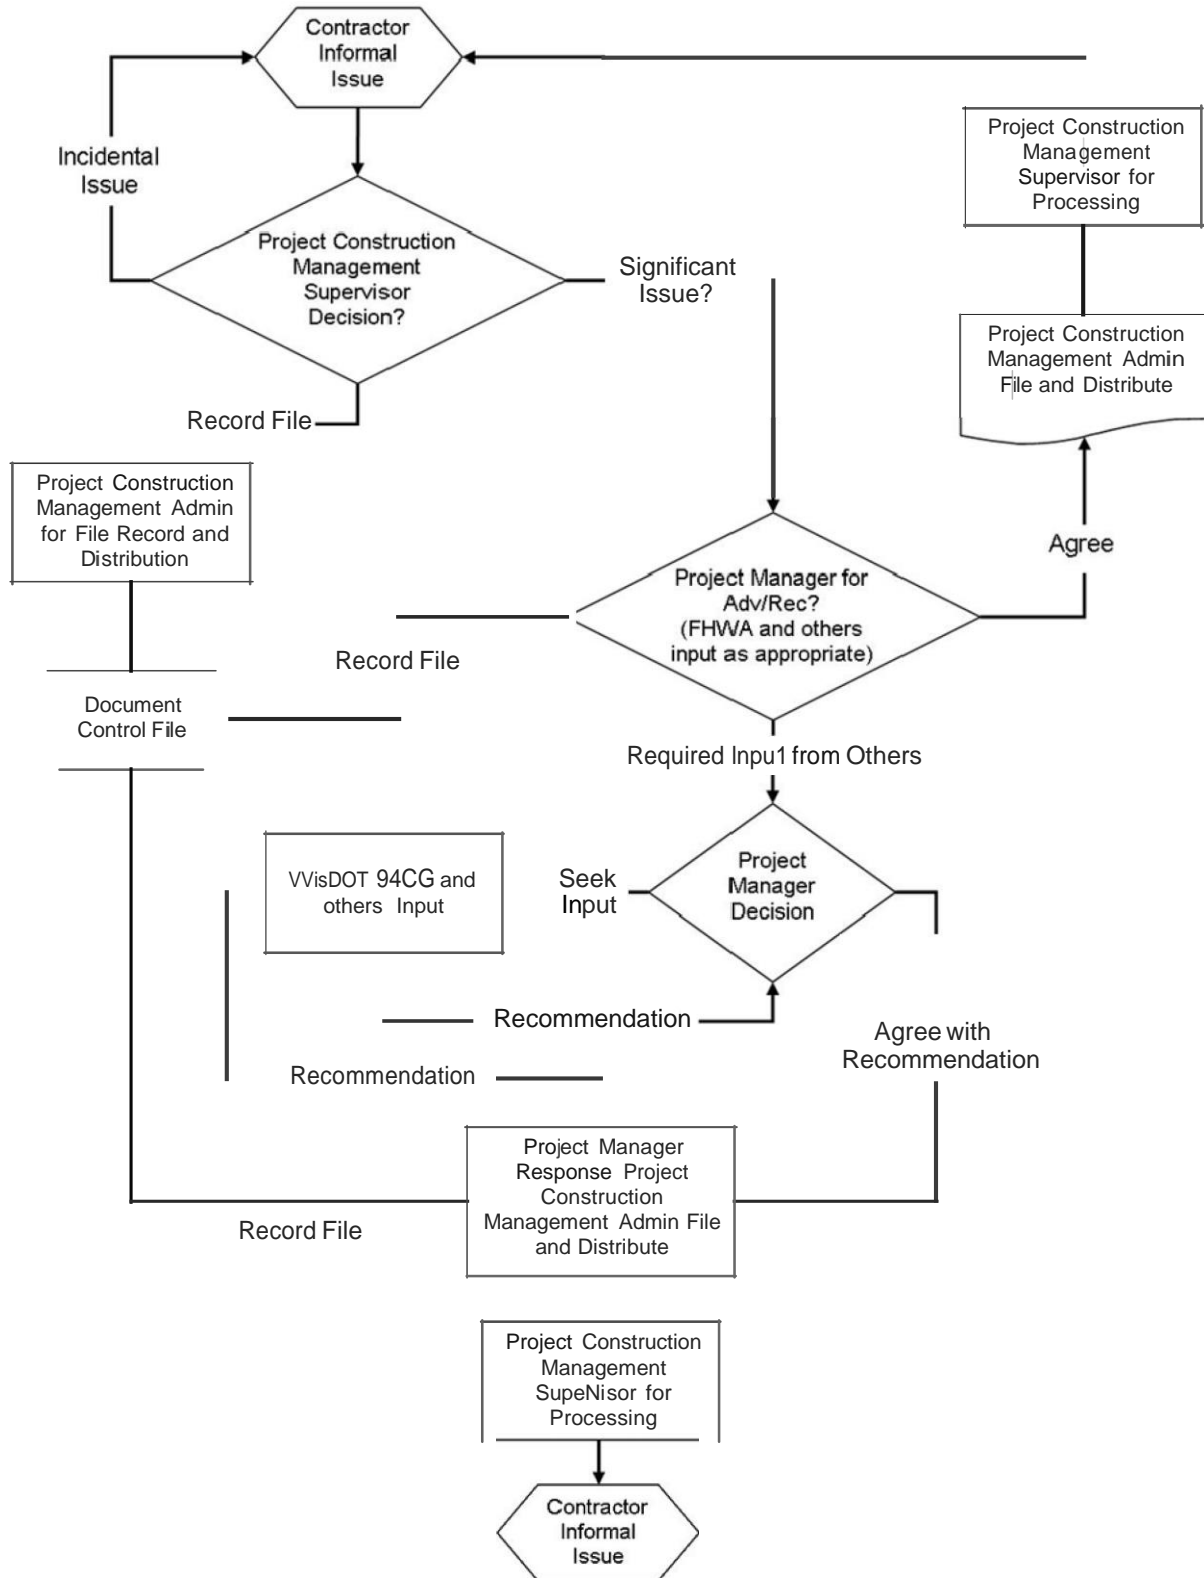 Contractor
Informal
Issue
Incidental
Issue
Project Construction
Management
Supervisor
Decision?
Significant
Issue?
Record File
Project Construction
Management
Supervisor for
Processing
Project Construction
Management Admin
File and Distribute
Agree
Project Construction
Management Admin
for File Record and
Distribution
Project Manager for
Adv/Rec?
(FHWA and others
input as appropriate)
Record File
Document
Control File
Required Inpu1 from Others
VVisDOT 94CG and
others Input
Seek
Input
Project
Manager
Decision
Recommendation
Recommendation
Agree with
Recommendation
Project Manager
Response Project
Construction
Management Admin File
and Distribute
Record File
Project Construction
Management
SupeNisor for
Processing
Contractor
Informal
Issue